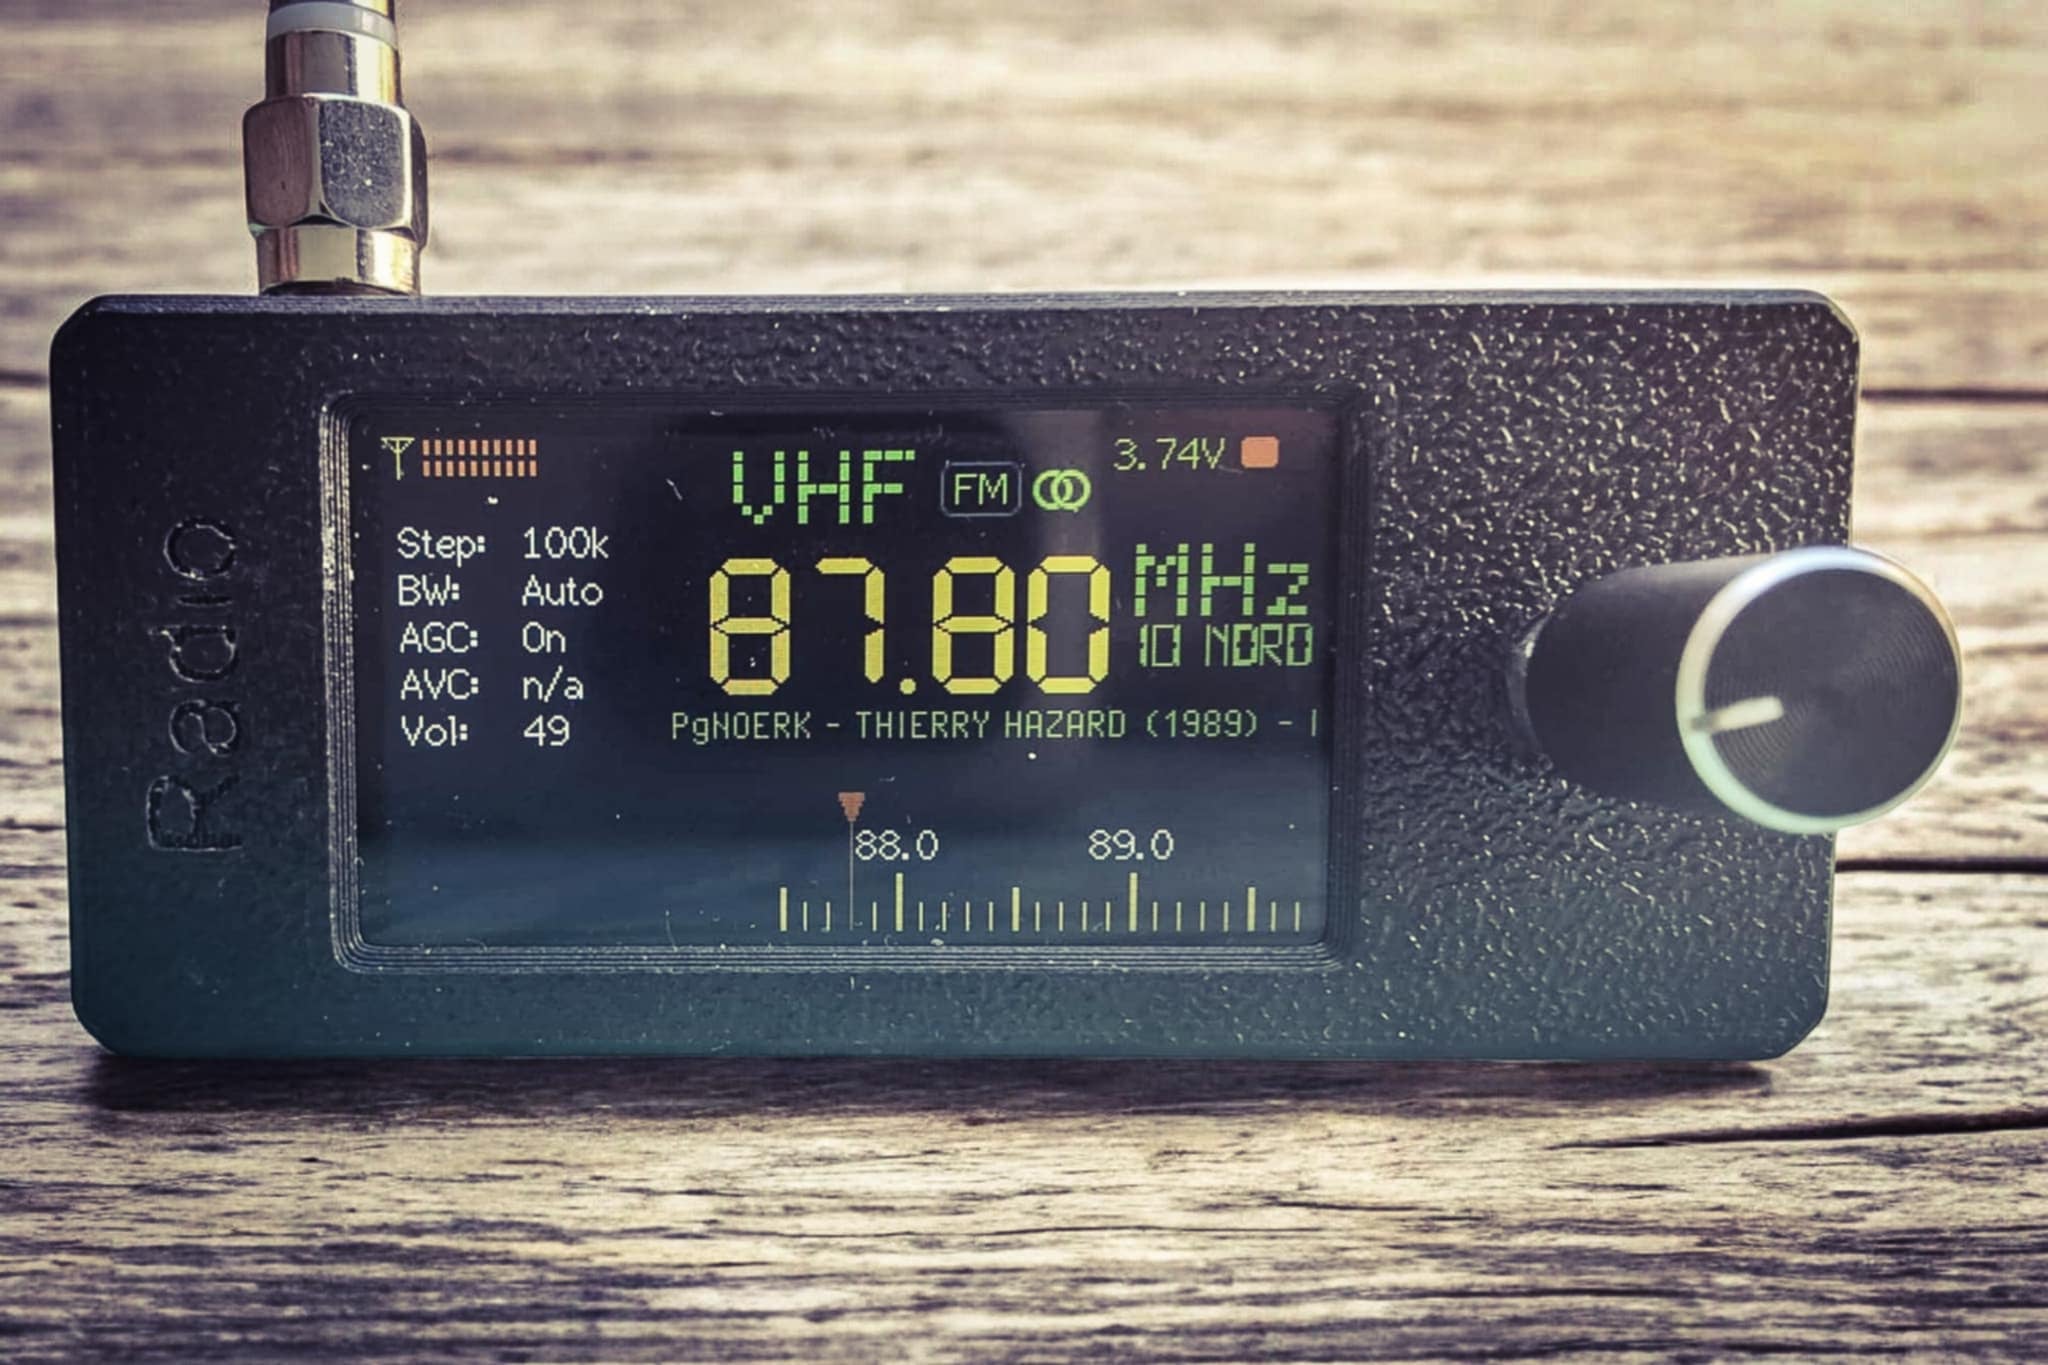 Radio
VHF FM 3.74V
Step: 100k
BW: Auto
AGC: On
AVC: n/a
Vol: 49
87.80 MHz
10 NORD
PgNOERK - THIERRY HAZARD (1989) -
88.0 89.0